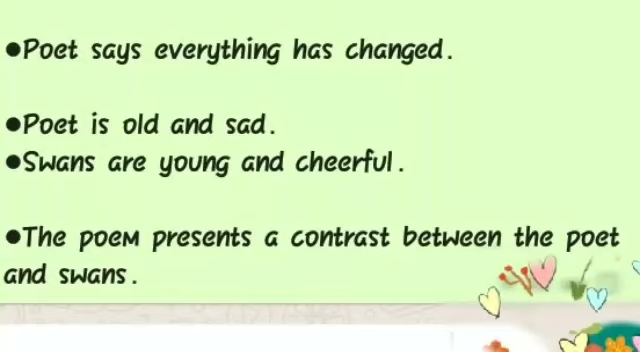 ●Poet says everything has changed.
●Poet is old and sad.
●Swans are young and cheerful.
●The poem presents a contrast between the poet
and swans.